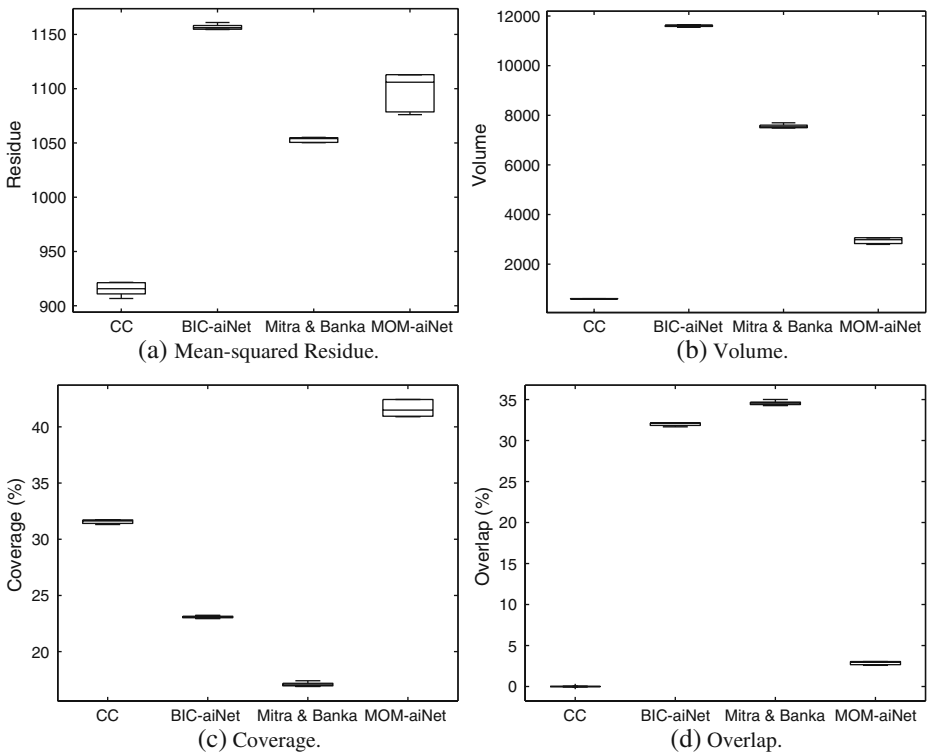 1150
1100
1050
1000
950
900
Residue
CC BIC-aiNet Mitra & Banka MOM-aiNet
(a) Mean-squared Residue.
12000
10000
8000
6000
4000
2000
Volume
CC BIC-aiNet Mitra & Banka MOM-aiNet
(b) Volume.
40
35
30
25
20
Coverage (%)
CC BIC-aiNet Mitra & Banka MOM-aiNet
(c) Coverage.
35
30
25
20
15
10
5
0
Overlap (%)
CC BIC-aiNet Mitra & Banka MOM-aiNet
(d) Overlap.